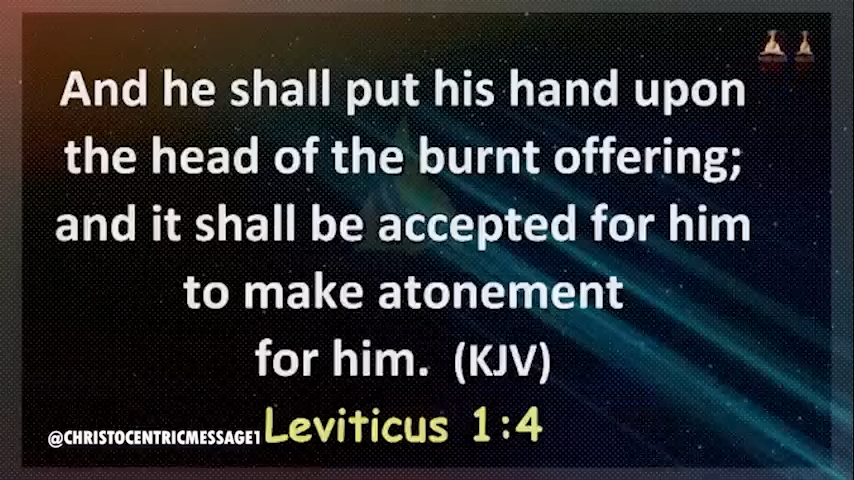 And he shall put his hand upon
the head of the burnt offering;
and it shall be accepted for him
to make atonement
for him. (KJV)
Leviticus 1:4
@CHRISTOCENTRICMESSAGE1